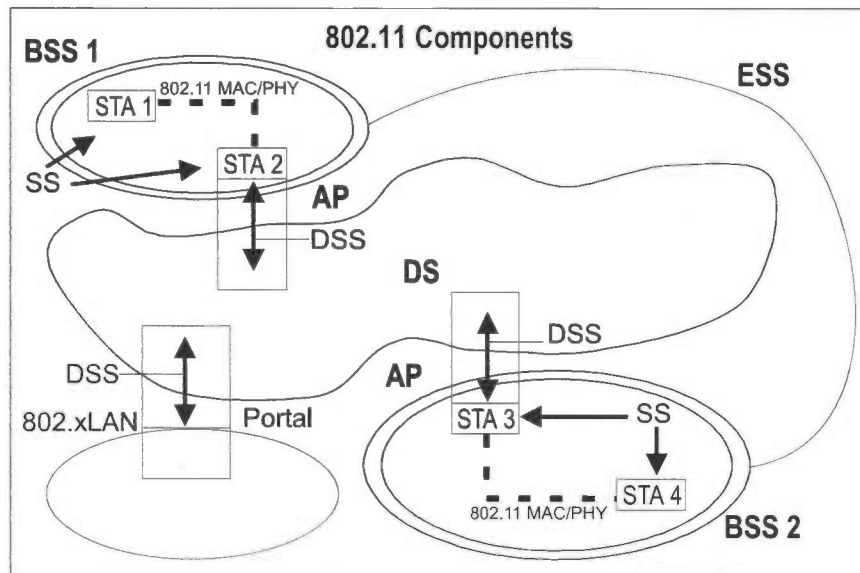 802.11 Components
BSS 1
ESS
802.11 MAC/PHY
STA 1
STA 2
SS
AP
DSS
DS
DSS
DSS
AP
802.xLAN
Portal
STA 3
SS
STA 4
802.11 MAC/PHY
BSS 2